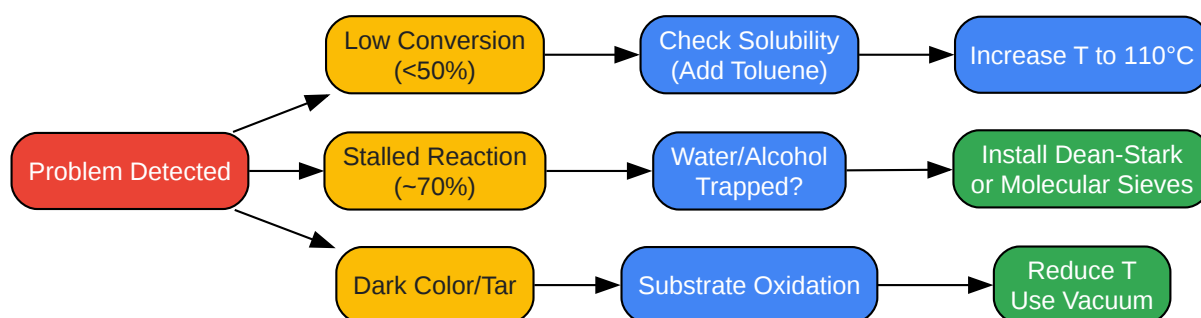 Problem Detected
Low Conversion
(<50%)
Check Solubility
(Add Toluene)
Increase T to 110°C
Stalled Reaction
(~70%)
Water/Alcohol
Trapped?
Install Dean-Stark
or Molecular Sieves
Dark Color/Tar
Substrate Oxidation
Reduce T
Use Vacuum